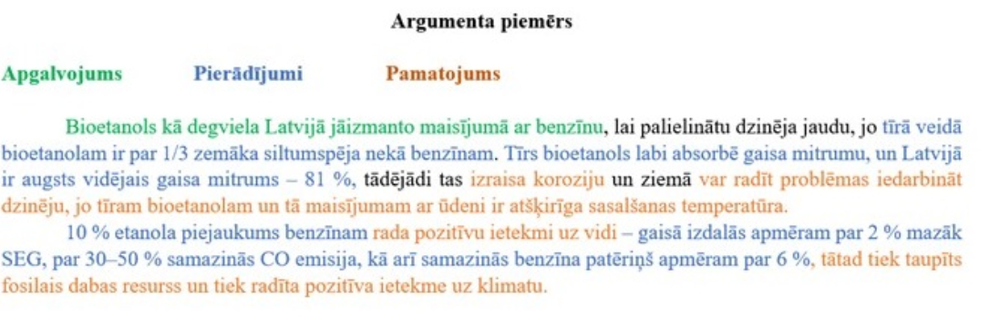 Argumenta piemērs
Apgalvojums Pierādījumi Pamatojums
Bioetanols kā degviela Latvijā jāizmanto maisījumā ar benzīnu, lai palielinātu dzinēja jaudu, jo tīrā veidā
bioetanolam ir par 1/3 zemāka siltumspēja nekā benzīnam. Tīrs bioetanols labi absorbē gaisa mitrumu, un Latvijā
ir augsts vidējais gaisa mitrums – 81 %, tādējādi tas izraisa koroziju un ziemā var radīt problēmas iedarbināt
dzinēju, jo tīram bioetanolam un tā maisījumam ar ūdeni ir atšķirīga sasalšanas temperatūra.
10 % etanola piejaukums benzīnam rada pozitīvu ietekmi uz vidi – gaisā izdalās apmēram par 2 % mazāk
SEG, par 30–50 % samazinās CO emisija, kā arī samazinās benzīna patēriņš apmēram par 6 %, tātad tiek taupīts
fosilais dabas resurss un tiek radīta pozitīva ietekme uz klimatu.